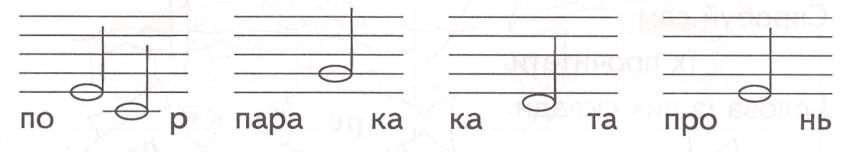 по р пара ка ка та про нь